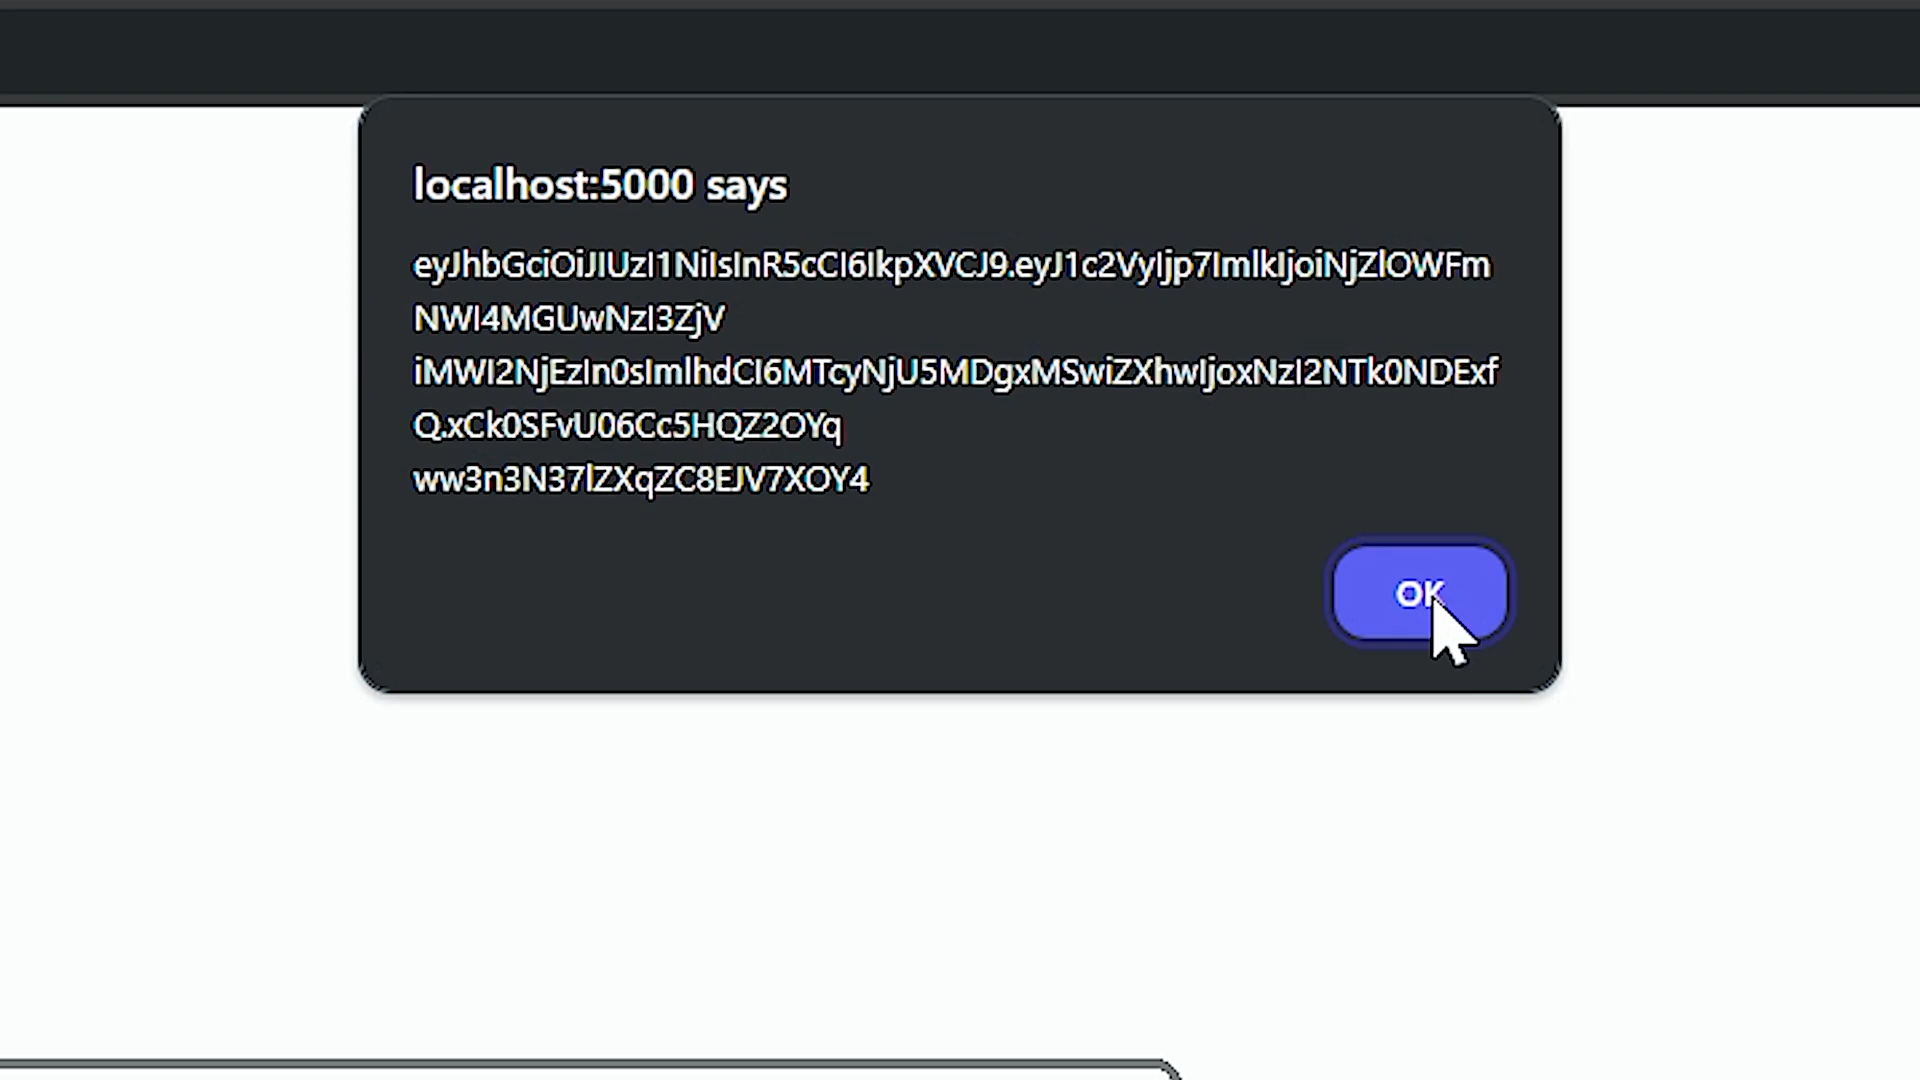 localhost:5000 says
eyJhbGciOiJIUzI1NiIsInR5cCI6IkpXVCJ9.eyJ1c2VyIjp7ImlkIjoiNjZlOWFm
NWI4MGUwNzI3ZjV
iMWI2NjEzIn0sImlhdCI6MTcyNjU5MDgxMSwiZXhwIjoxNzI2NTk0NDExf
Q.xCk0SFvU06Cc5HQZ2OYq
ww3n3N37lZXqZC8EJV7XOY4
OK